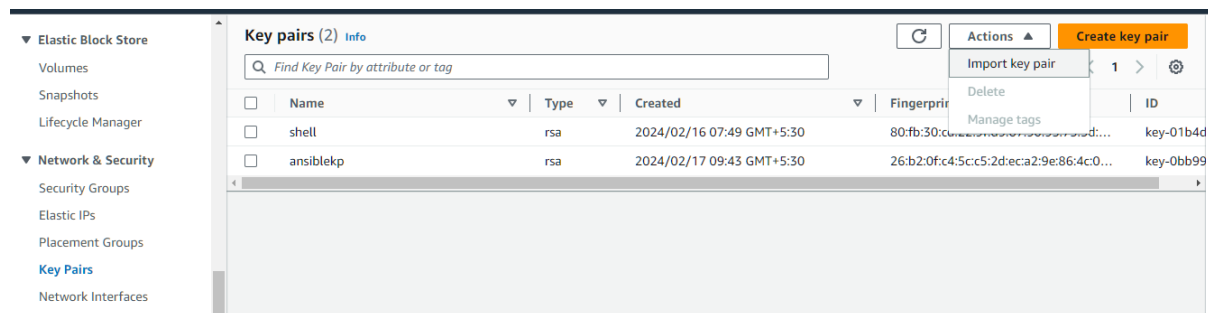 Elastic Block Store
Volumes
Snapshots
Lifecycle Manager
Network & Security
Security Groups
Elastic IPs
Placement Groups
Key Pairs
Network Interfaces
Key pairs (2) Info
Actions
Create key pair
Find Key Pair by attribute or tag
Import key pair
Delete
Manage tags
1
Name Type Created ID
shell rsa 2024/02/16 07:49 GMT+5:30 key-01b4d
ansiblekp rsa 2024/02/17 09:43 GMT+5:30 26:b2:0f:c4:5c:c5:2d:ec:a2:9e:86:4c:0... key-0bb99